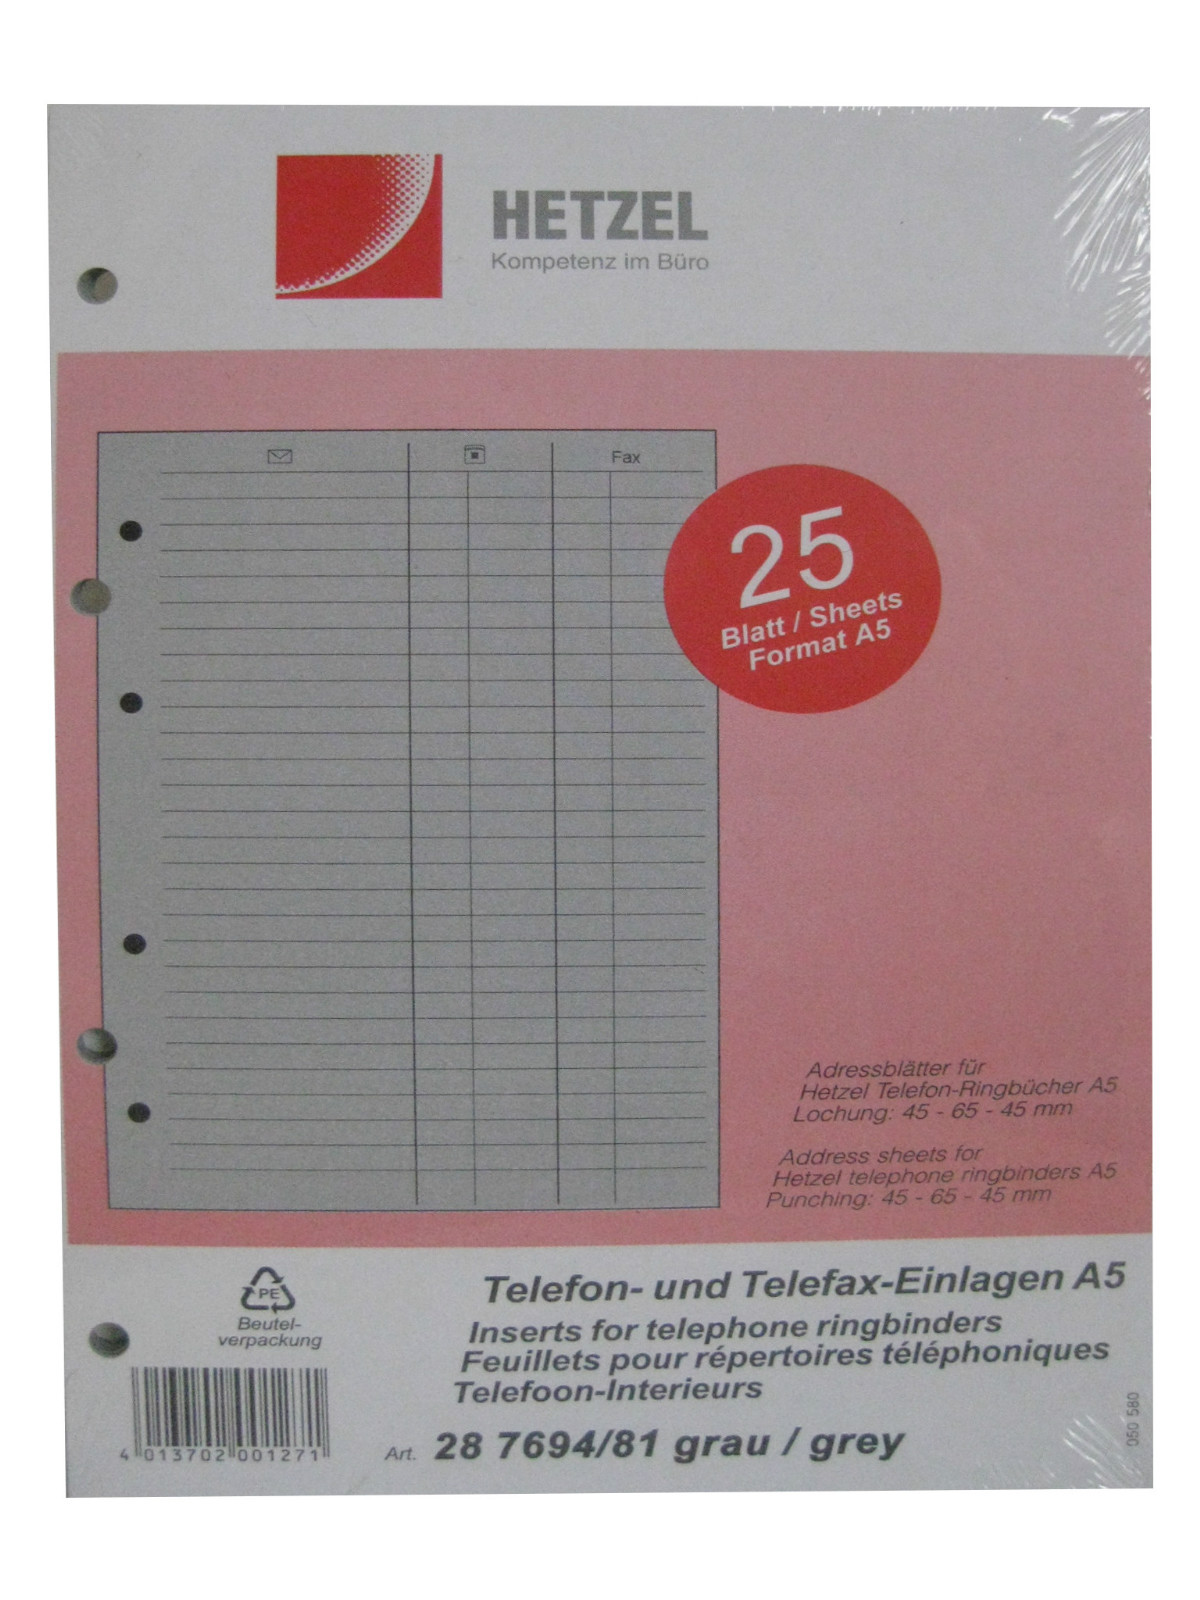 HETZEL
Kompetenz im Büro
Fax
25
Blatt / Sheets
Format A5
Adressblätter für
Hetzel Telefon-Ringbücher A5
Lochung: 45 - 65 - 45 mm
Address sheets for
Hetzel telephone ringbinders A5
Punching: 45 - 65 - 45 mm
PE
Beutel-
verpackung
Telefon- und Telefax-Einlagen A5
Inserts for telephone ringbinders
Feuillets pour répertoires téléphoniques
Telefoon-Interieurs
Art. 28 7694/81 grau / grey
4 013702 001271
050 580